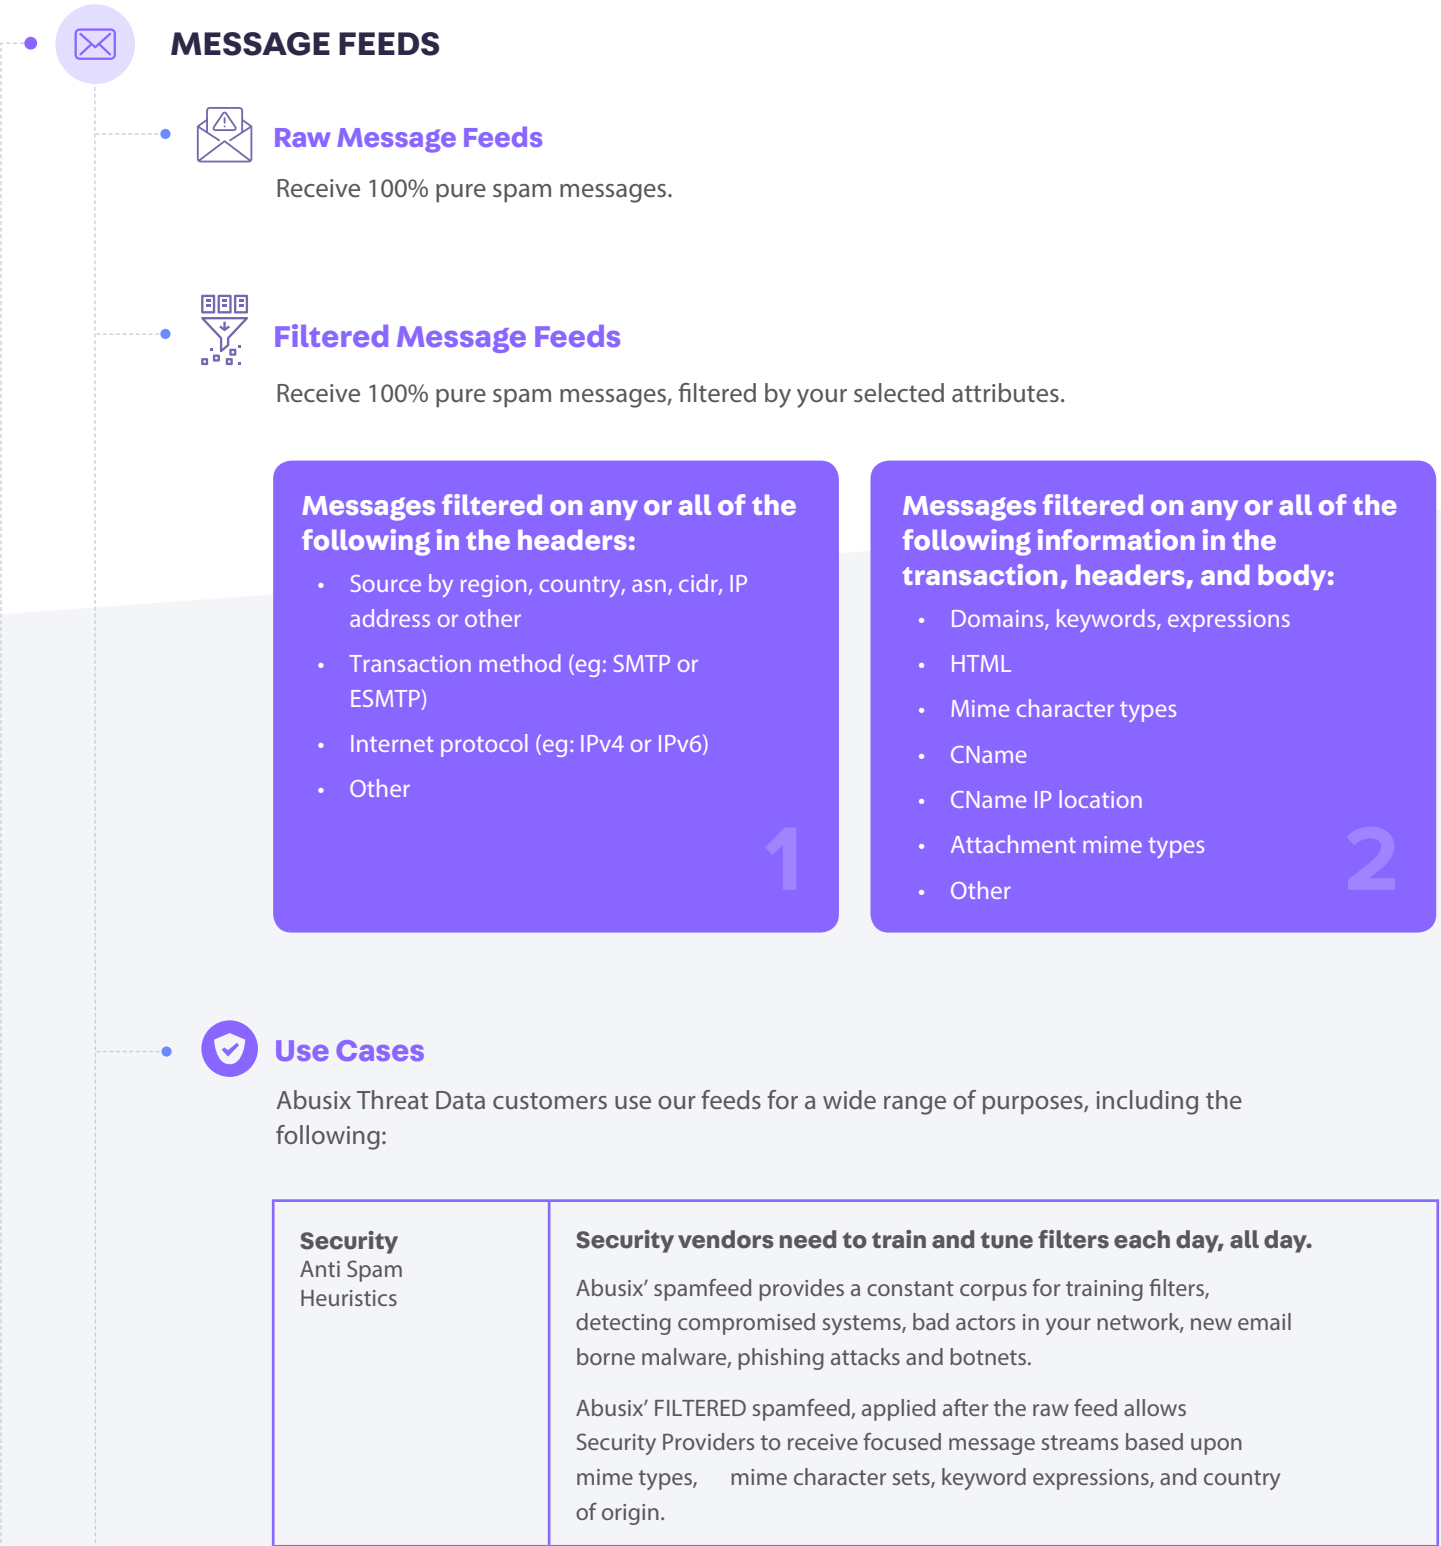 MESSAGE FEEDS
Raw Message Feeds
Receive 100% pure spam messages.
Filtered Message Feeds
Receive 100% pure spam messages, filtered by your selected attributes.
Messages filtered on any or all of the
following in the headers:
• Source by region, country, asn, cidr, IP
address or other
• Transaction method (eg: SMTP or
ESMTP)
• Internet protocol (eg: IPv4 or IPv6)
• Other
1
Messages filtered on any or all of the
following information in the
transaction, headers, and body:
• Domains, keywords, expressions
• HTML
• Mime character types
• CName
• CName IP location
• Attachment mime types
• Other
2
Use Cases
Abusix Threat Data customers use our feeds for a wide range of purposes, including the
following:
Security
Anti Spam
Heuristics
Security vendors need to train and tune filters each day, all day.
Abusix’ spamfeed provides a constant corpus for training filters,
detecting compromised systems, bad actors in your network, new email
borne malware, phishing attacks and botnets.
Abusix’ FILTERED spamfeed, applied after the raw feed allows
Security Providers to receive focused message streams based upon
mime types, mime character sets, keyword expressions, and country
of origin.